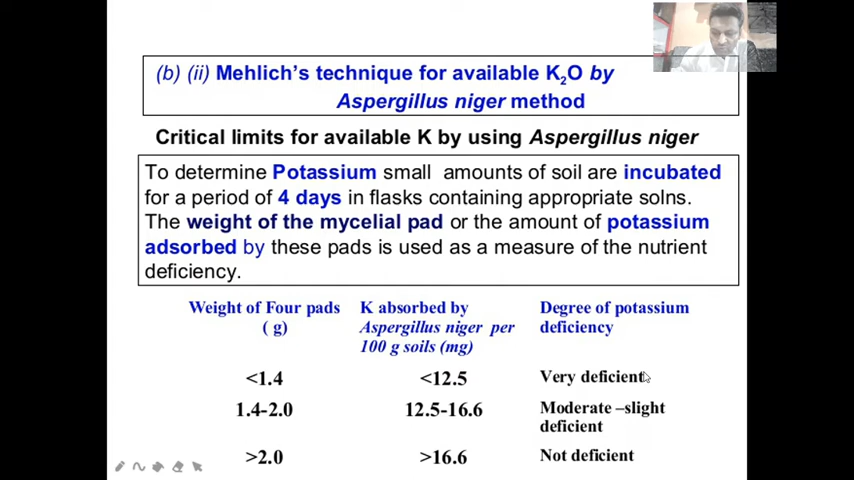 (b) (ii) Mehlich's technique for available K2O by
Aspergillus niger method
Critical limits for available K by using Aspergillus niger
To determine Potassium small amounts of soil are incubated
for a period of 4 days in flasks containing appropriate solns.
The weight of the mycelial pad or the amount of potassium
adsorbed by these pads is used as a measure of the nutrient
deficiency.
Weight of Four pads K absorbed by Degree of potassium
( g) Aspergillus niger per deficiency
100 g soils (mg)
<1.4 <12.5 Very deficient
1.4-2.0 12.5-16.6 Moderate –slight
deficient
>2.0 >16.6 Not deficient